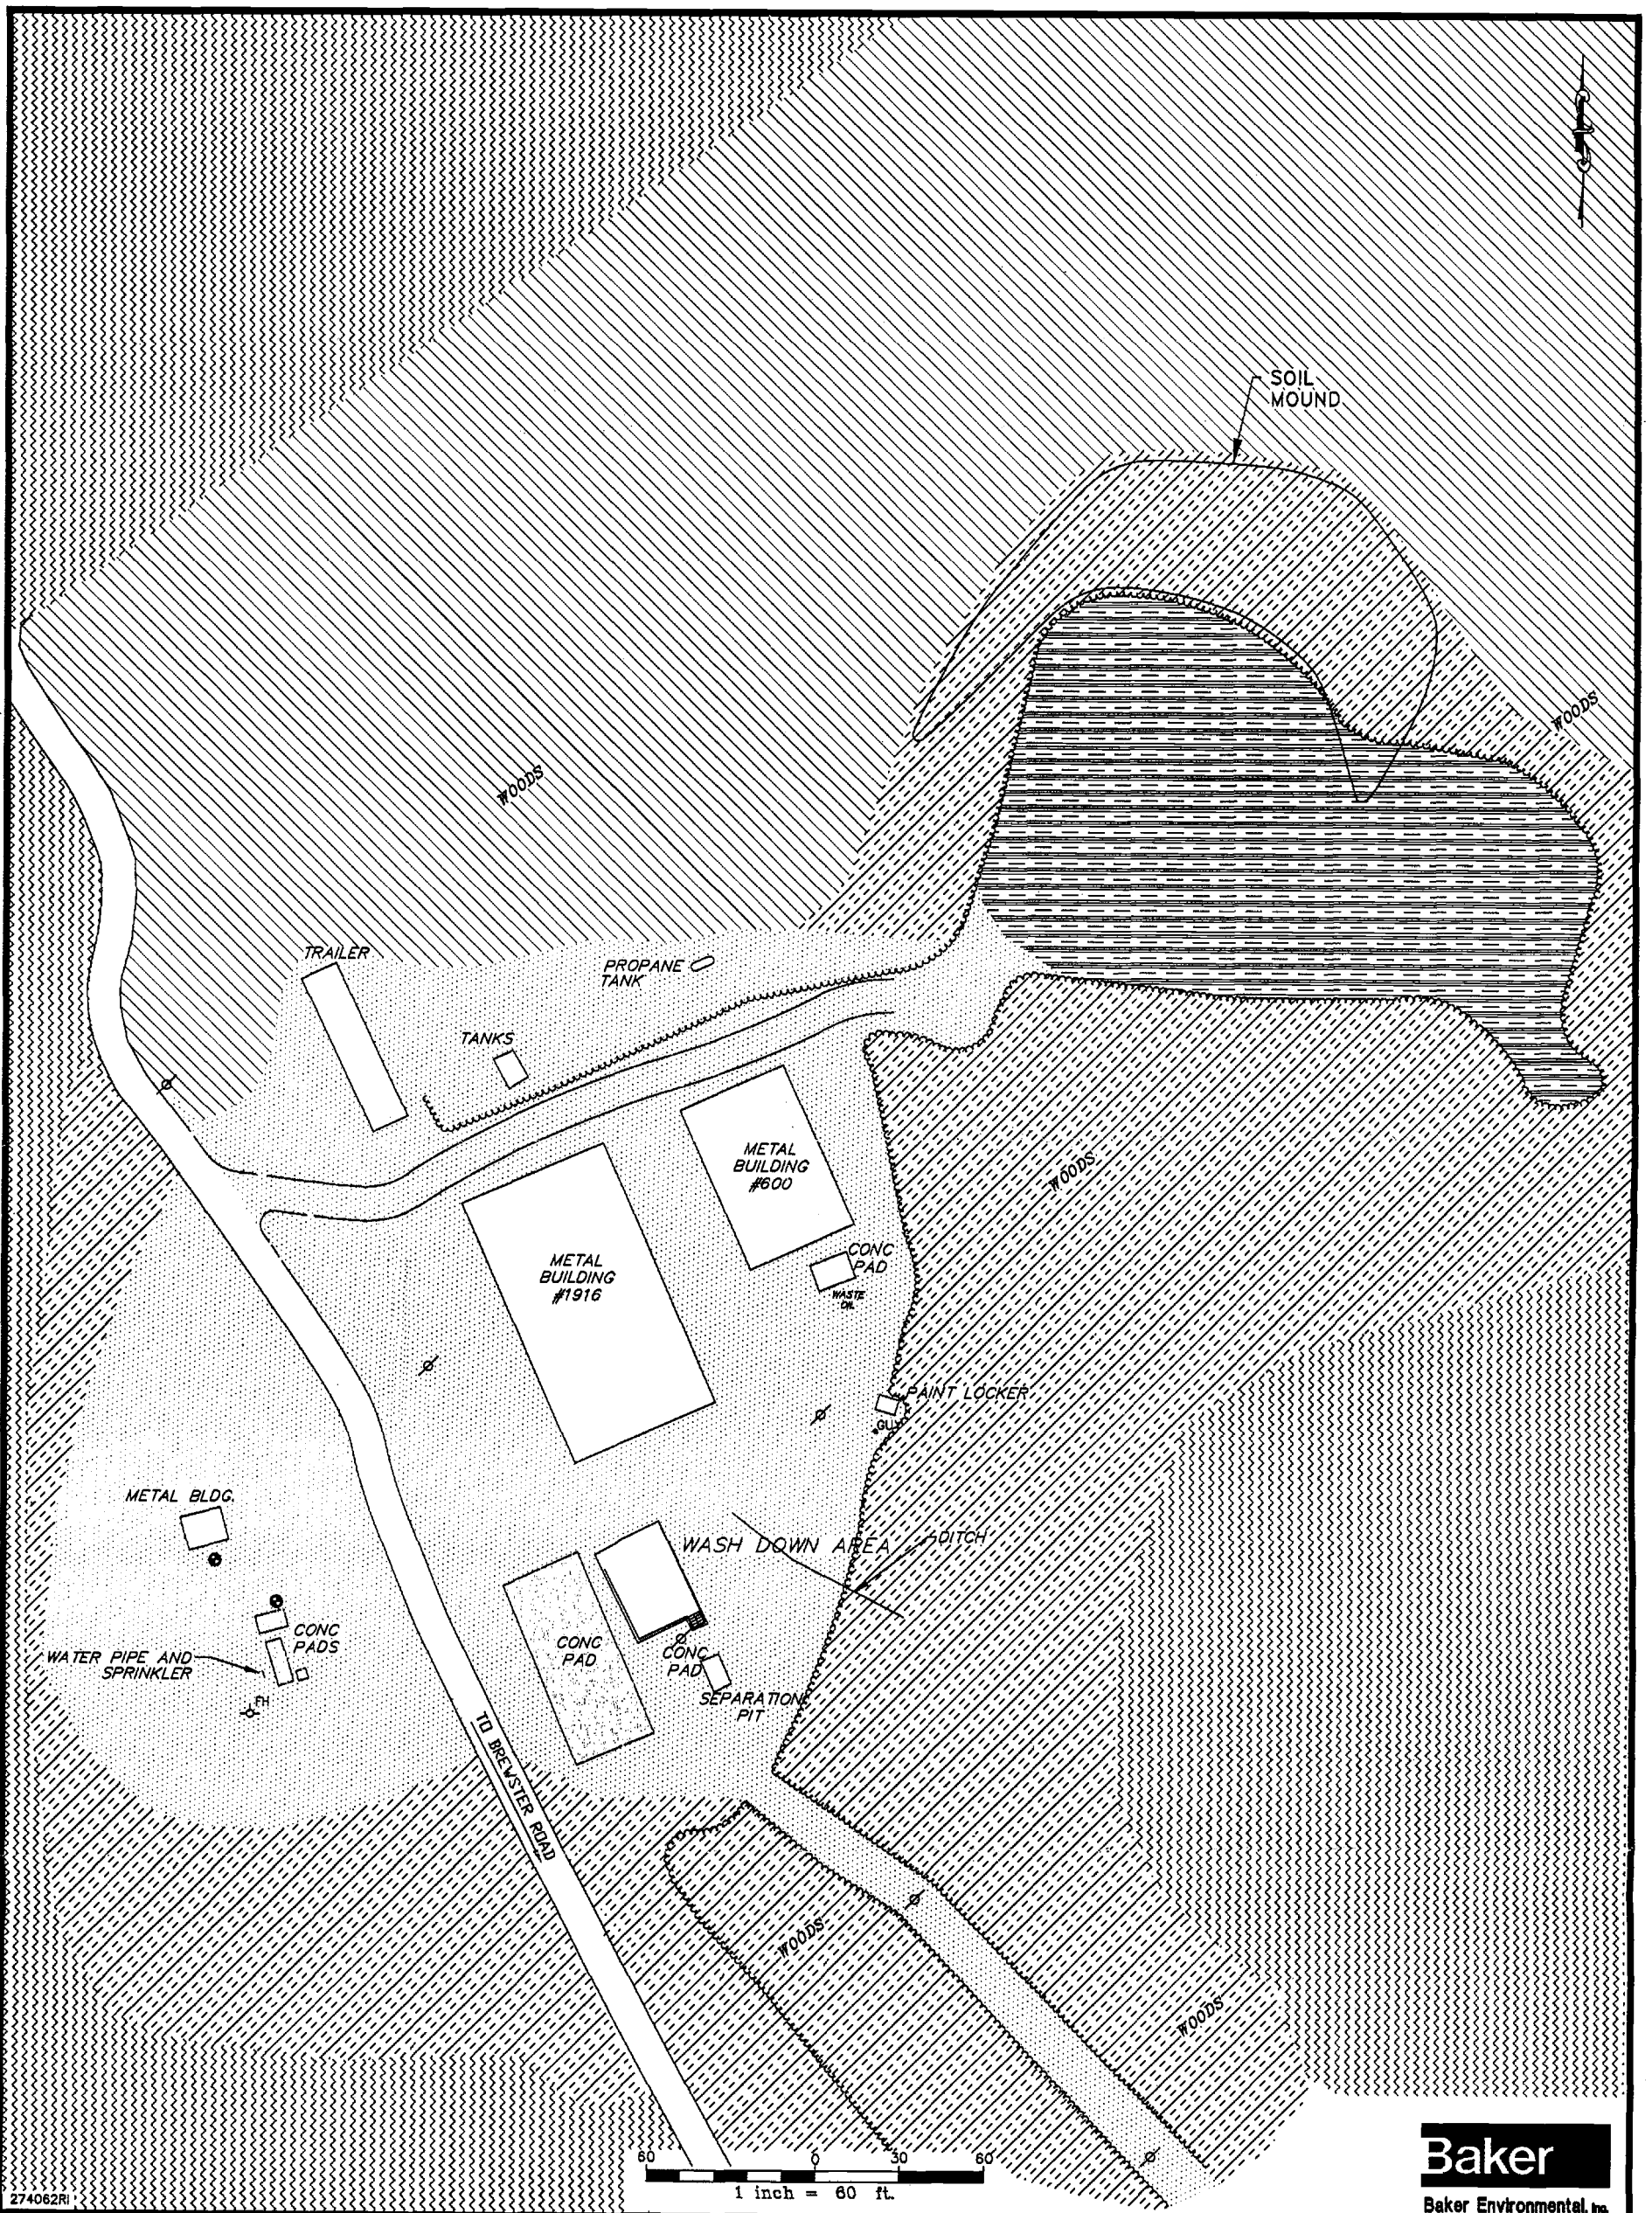 SOIL
MOUND
WOODS
WOODS
TRAILER
PROPANE
TANK
TANKS
METAL
BUILDING
#600
WOODS
CONC
PAD
WASTE
OIL
METAL
BUILDING
#1916
PAINT LOCKER
GUY
METAL BLDG.
WASH DOWN AREA
DITCH
CONC
PADS
WATER PIPE AND
SPRINKLER
FH
CONC
PAD
CONC
PAD
SEPARATION
PIT
TO BREWSTER ROAD
WOODS
WOODS
60 0 30 60
1 inch = 60 ft.
274062RI
Baker
Baker Environmental, Inc.